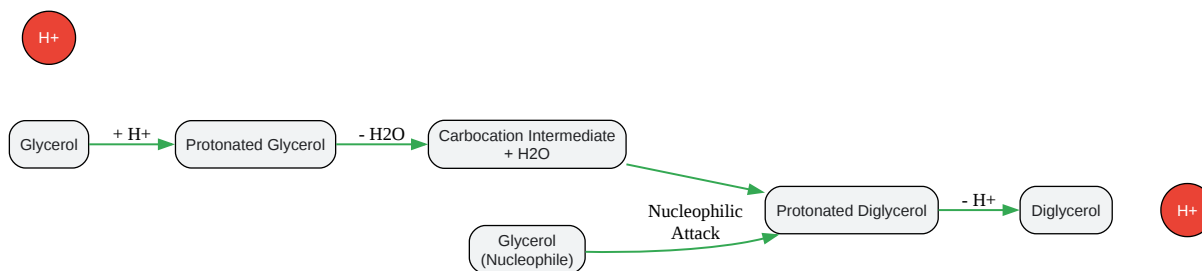 H+
Glycerol
+ H+
Protonated Glycerol
- H2O
Carbocation Intermediate
+ H2O
Glycerol
(Nucleophile)
Nucleophilic
Attack
Protonated Diglycerol
- H+
Diglycerol
H+